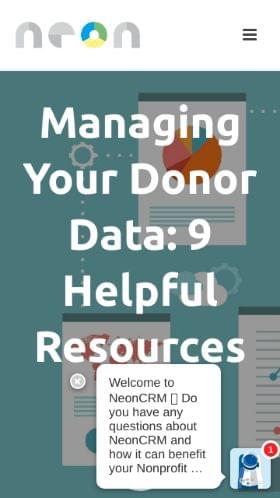 neon
Managing
Your Donor
Data: 9
Helpful
Resources
Welcome to
NeonCRM ▯ Do
you have any
questions about
NeonCRM and
how it can benefit
your Nonprofit ...
1